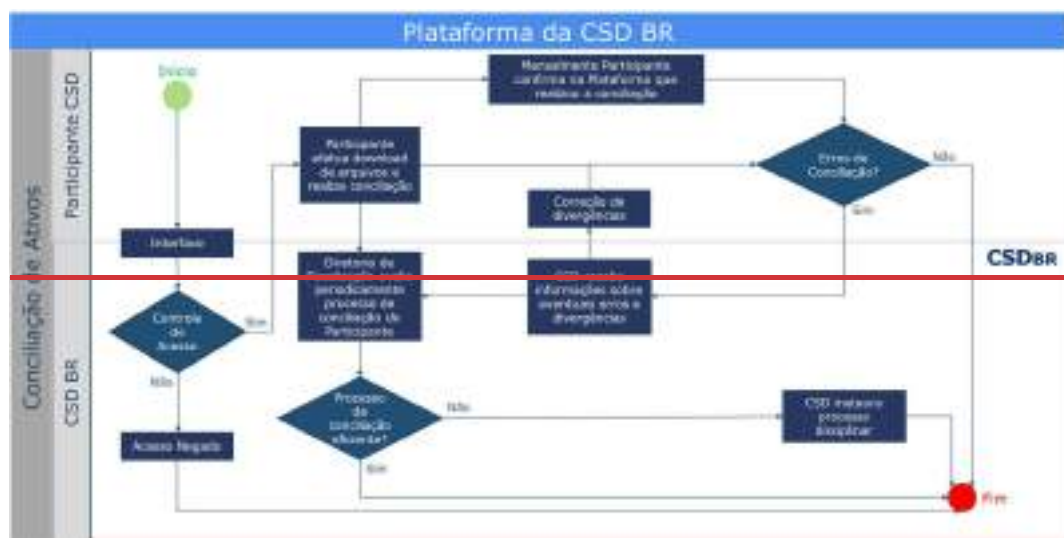 Plataforma da CSD BR
Conciliação de Ativos
Participante CSD
CSD BR
Início
Manualmente Participante
confirma na Plataforma que
realizou a conciliação
Participante
efetua download
de arquivos e
realiza conciliação
Erros de
Conciliação?
Não
Sim
Correção de
divergências
Interface
CSDBR
Diretoria de
periodicamente
processo de
conciliação do
Participante
CSD
informações sobre
eventuais erros e
divergências
Controle
de
Acesso
Sim
Não
Processo
de
conciliação
eficiente?
Não
Sim
CSD instaura
processo
disciplinar
Acesso Negado
Fim